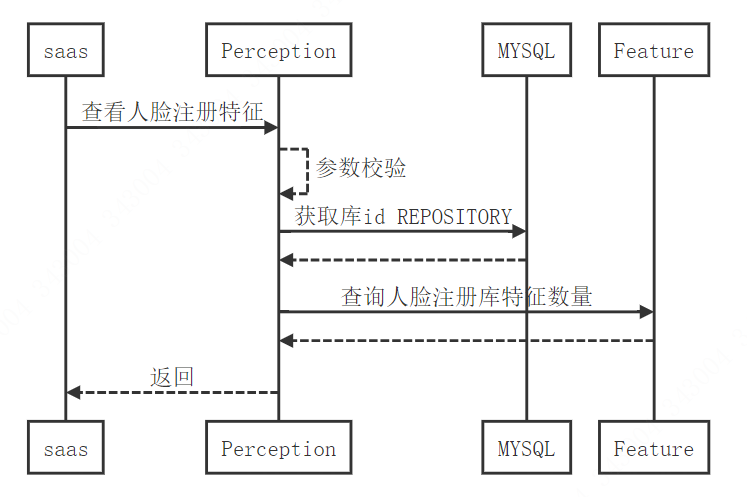 saas
Perception
MYSQL
Feature
查看人脸注册特征
参数校验
获取库id REPOSITORY
查询人脸注册库特征数量
返回
saas
Perception
MYSQL
Feature